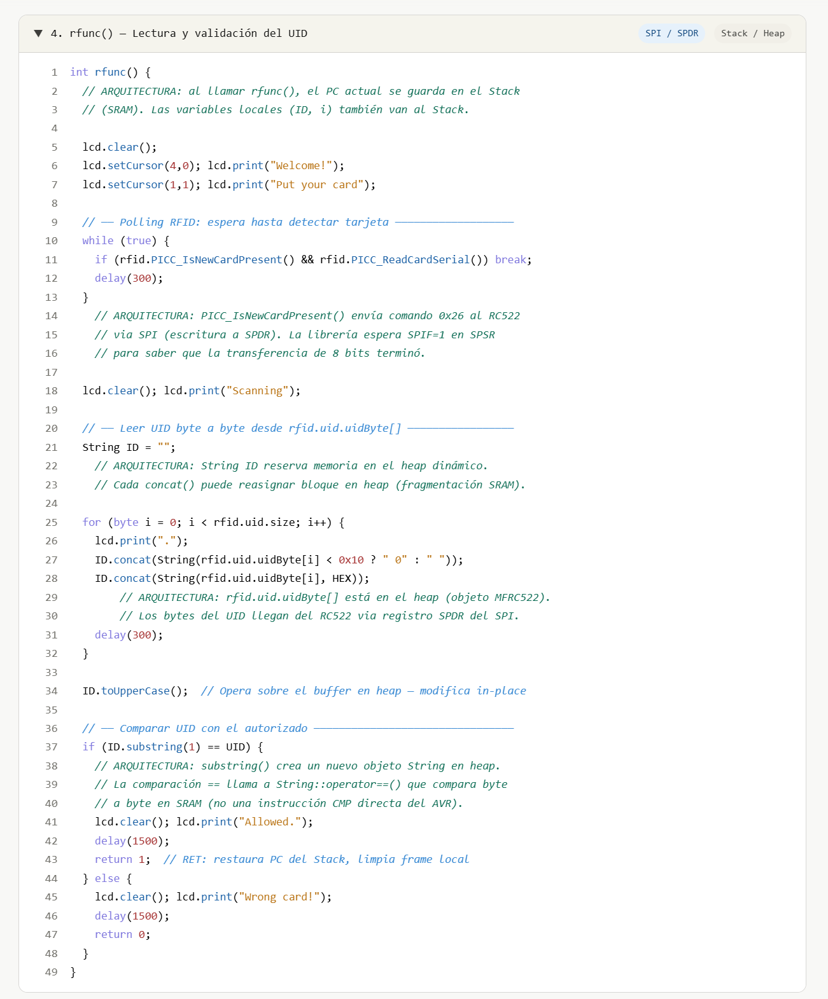 ▼ 4. rfunc() — Lectura y validación del UID SPI / SPDR Stack / Heap
1 int rfunc() {
2 // ARQUITECTURA: al llamar rfunc(), el PC actual se guarda en el Stack
3 // (SRAM). Las variables locales (ID, i) también van al Stack.
4
5 lcd.clear();
6 lcd.setCursor(4,0); lcd.print("Welcome!");
7 lcd.setCursor(1,1); lcd.print("Put your card");
8
9 // —— Polling RFID: espera hasta detectar tarjeta ———————————————————
10 while (true) {
11 if (rfid.PICC_IsNewCardPresent() && rfid.PICC_ReadCardSerial()) break;
12 delay(300);
13 }
14 // ARQUITECTURA: PICC_IsNewCardPresent() envía comando 0x26 al RC522
15 // via SPI (escritura a SPDR). La librería espera SPIF=1 en SPSR
16 // para saber que la transferencia de 8 bits terminó.
17
18 lcd.clear(); lcd.print("Scanning");
19
20 // —— Leer UID byte a byte desde rfid.uid.uidByte[] —————————————————
21 String ID = "";
22 // ARQUITECTURA: String ID reserva memoria en el heap dinámico.
23 // Cada concat() puede reasignar bloque en heap (fragmentación SRAM).
24
25 for (byte i = 0; i < rfid.uid.size; i++) {
26 lcd.print(".");
27 ID.concat(String(rfid.uid.uidByte[i] < 0x10 ? " 0" : " "));
28 ID.concat(String(rfid.uid.uidByte[i], HEX));
29 // ARQUITECTURA: rfid.uid.uidByte[] está en el heap (objeto MFRC522).
30 // Los bytes del UID llegan del RC522 vía registro SPDR del SPI.
31 delay(300);
32 }
33
34 ID.toUpperCase(); // Opera sobre el buffer en heap — modifica in-place
35
36 // —— Comparar UID con el autorizado ————————————————————————————————
37 if (ID.substring(1) == UID) {
38 // ARQUITECTURA: substring() crea un nuevo objeto String en heap.
39 // La comparación == llama a String::operator==() que compara byte
40 // a byte en SRAM (no una instrucción CMP directa del AVR).
41 lcd.clear(); lcd.print("Allowed.");
42 delay(1500);
43 return 1; // RET: restaura PC del Stack, limpia frame local
44 } else {
45 lcd.clear(); lcd.print("Wrong card!");
46 delay(1500);
47 return 0;
48 }
49 }